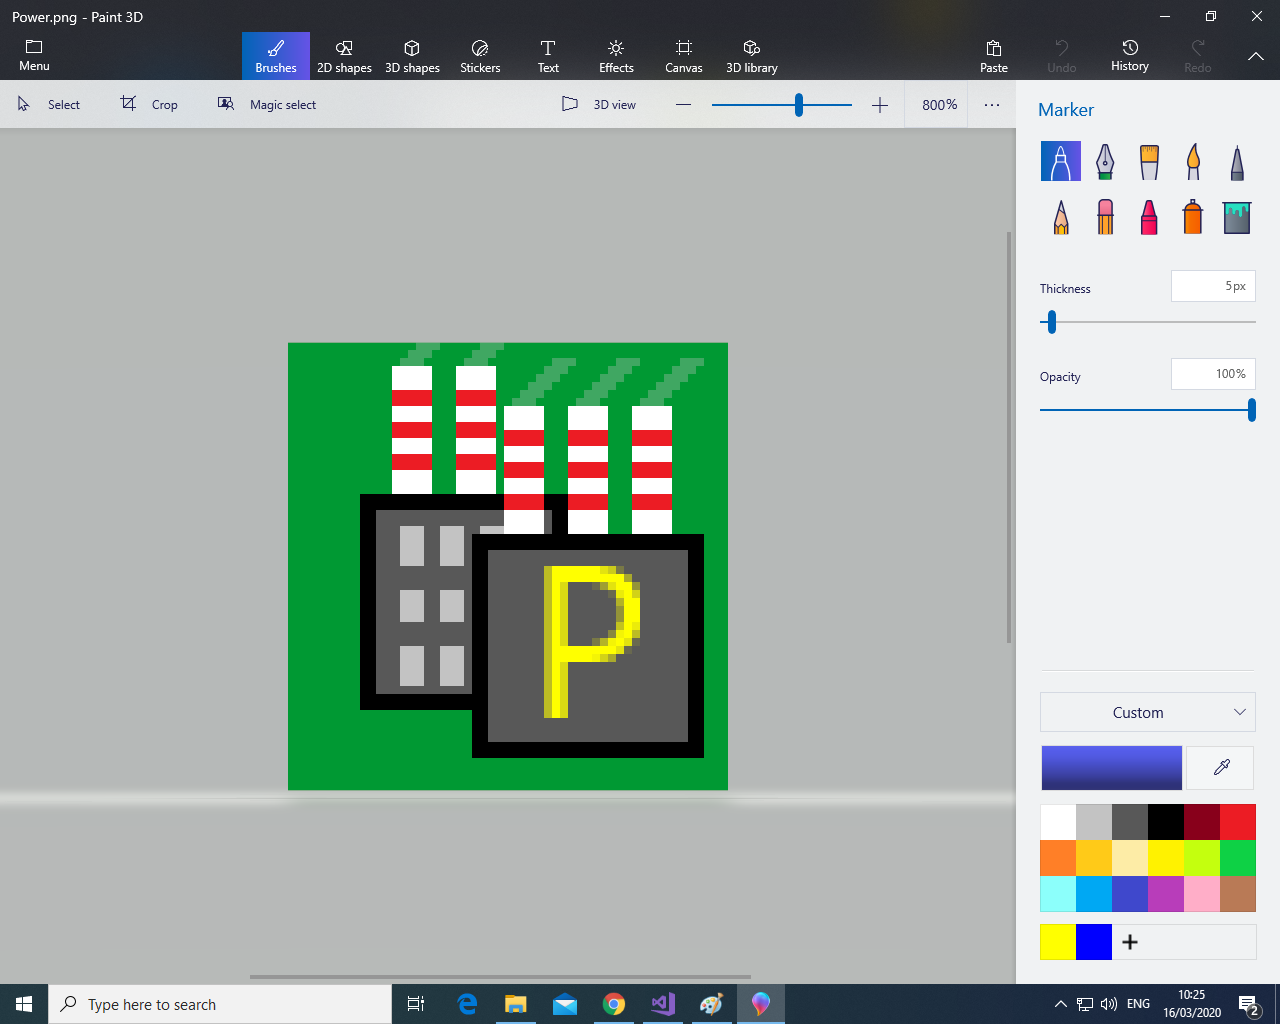 Power.png - Paint 3D
Menu
Brushes
2D shapes
3D shapes
Stickers
Text
Effects
Canvas
3D library
Paste
Undo
History
Redo
Select
Crop
Magic select
3D view
800%
Marker
Thickness
5px
Opacity
100%
P
Custom
Type here to search
ENG
10:25
16/03/2020
2